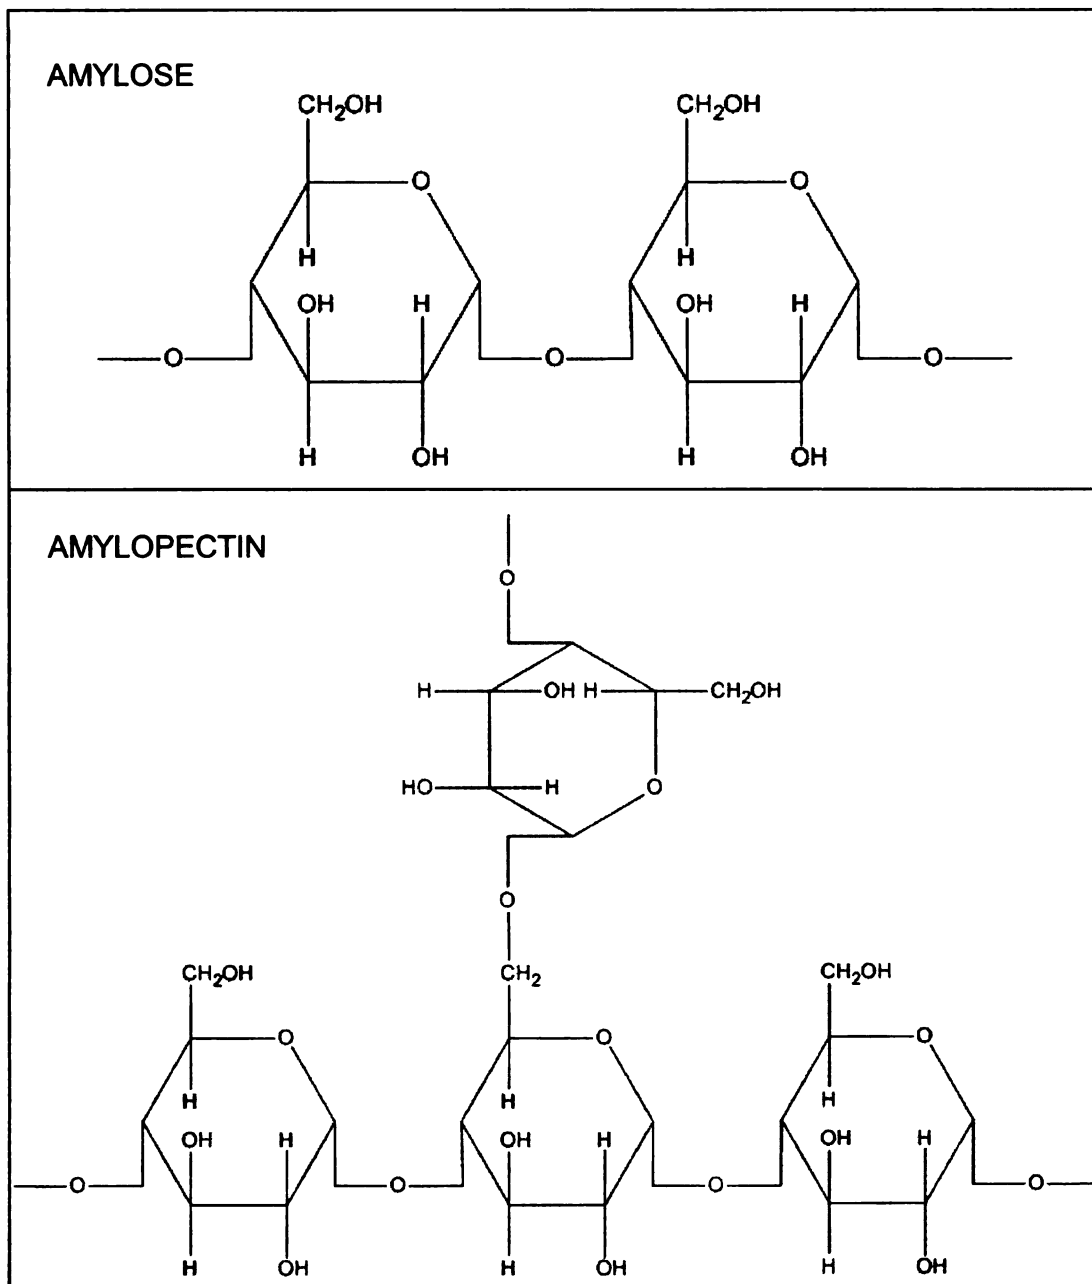 AMYLOSE
CH₂OH CH₂OH
O O
H H
OH H OH H
O O O
H OH H OH
AMYLOPECTIN
O
H OH H CH₂OH
HO H O
O
CH₂OH CH₂ CH₂OH
O O O
H H H
OH H OH H OH H
O O O O
H OH H OH H OH